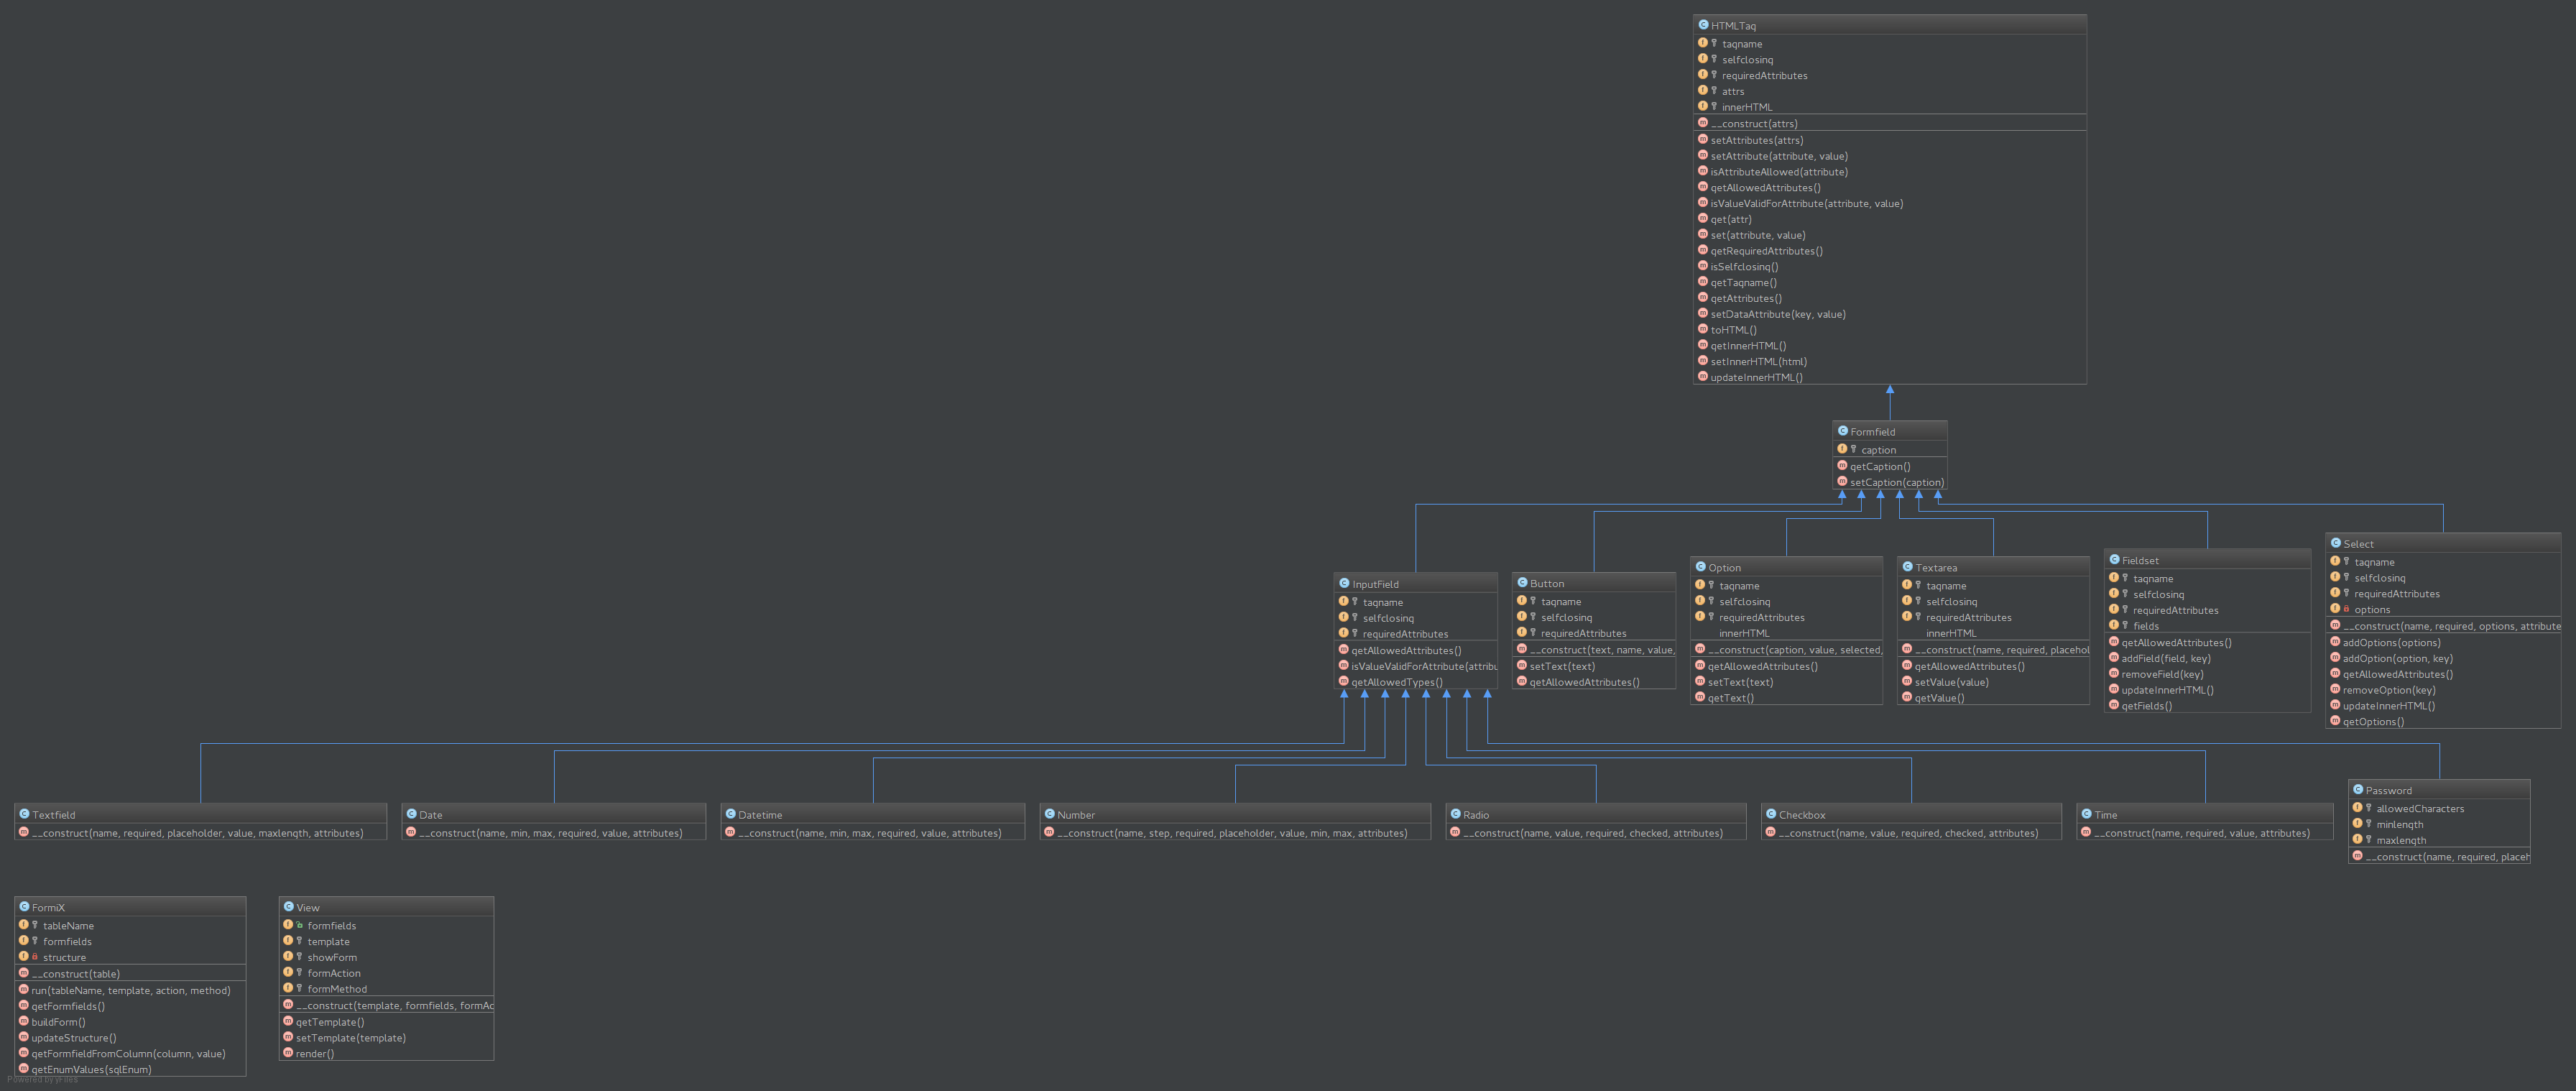 HTMLTag
tagname
selfclosing
requiredAttributes
attrs
innerHTML
__construct(attrs)
setAttributes(attrs)
setAttribute(attribute, value)
isAttributeAllowed(attribute)
getAllowedAttributes()
isValueValidForAttribute(attribute, value)
get(attr)
set(attribute, value)
getRequiredAttributes()
isSelfclosing()
getTagname()
getAttributes()
setDataAttribute(key, value)
toHTML()
getInnerHTML()
setInnerHTML(html)
updateInnerHTML()
Formfield
caption
getCaption()
setCaption(caption)
InputField
tagname
selfclosing
requiredAttributes
getAllowedAttributes()
isValueValidForAttribute(attribu
getAllowedTypes()
Button
tagname
selfclosing
requiredAttributes
__construct(text, name, value,
setText(text)
getAllowedAttributes()
Option
tagname
selfclosing
requiredAttributes
innerHTML
__construct(caption, value, selected,
getAllowedAttributes()
setText(text)
getText()
Textarea
tagname
selfclosing
requiredAttributes
innerHTML
__construct(name, required, placehol
getAllowedAttributes()
setValue(value)
getValue()
Fieldset
tagname
selfclosing
requiredAttributes
fields
getAllowedAttributes()
addField(field, key)
removeField(key)
updateInnerHTML()
getFields()
Select
tagname
selfclosing
requiredAttributes
options
__construct(name, required, options, attribute
addOptions(options)
addOption(option, key)
getAllowedAttributes()
removeOption(key)
updateInnerHTML()
getOptions()
Textfield
__construct(name, required, placeholder, value, maxlength, attributes)
Date
__construct(name, min, max, required, value, attributes)
Datetime
__construct(name, min, max, required, value, attributes)
Number
__construct(name, step, required, placeholder, value, min, max, attributes)
Radio
__construct(name, value, required, checked, attributes)
Checkbox
__construct(name, value, required, checked, attributes)
Time
__construct(name, required, value, attributes)
Password
allowedCharacters
minlength
maxlength
__construct(name, required, placeh
FormiX
tableName
formfields
structure
__construct(table)
run(tableName, template, action, method)
getFormfields()
buildForm()
updateStructure()
getFormfieldFromColumn(column, value)
getEnumValues(sqlEnum)
View
formfields
template
showForm
formAction
formMethod
__construct(template, formfields, formAc
getTemplate()
setTemplate(template)
render()
Powered by yFiles